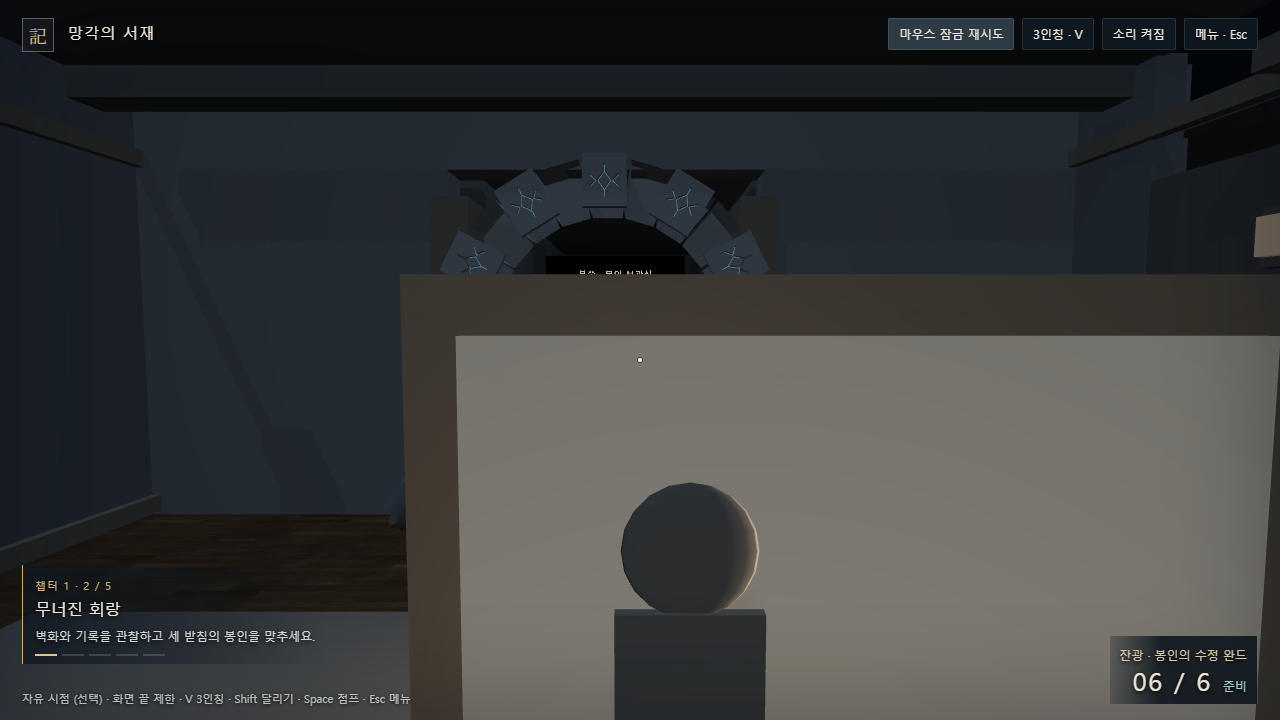 記 망각의 서재
마우스 잠금 재시도
3인칭 · V
소리 켜짐
메뉴 · Esc
챕터 1 · 2 / 5
무너진 회랑
벽화와 기록을 관찰하고 세 받침의 봉인을 맞추세요.
자유 시점 (선택) · 화면 끝 제한 · V 3인칭 · Shift 달리기 · Space 점프 · Esc 메뉴
잔광 · 봉인의 수정 완드
06 / 6 준비